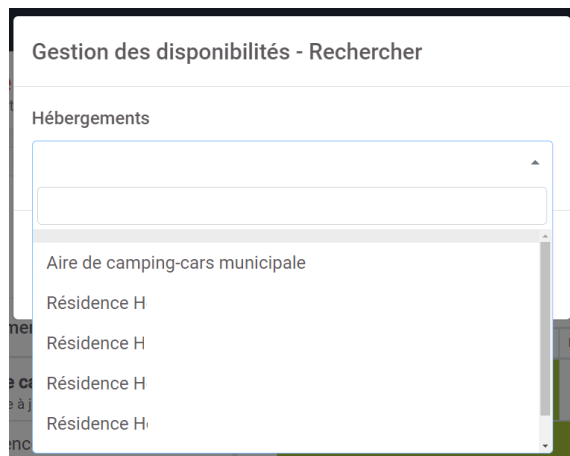 Gestion des disponibilités - Rechercher
Hébergements
Aire de camping-cars municipale
Résidence
Résidence
Résidence
Résidence